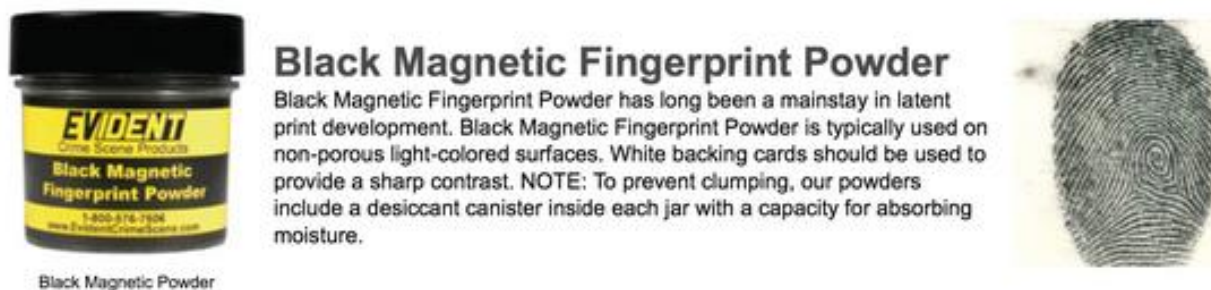 EVIDENT
Crime Scene Products
Black Magnetic
Fingerprint Powder
1-800-576-7606
www.EvidentCrimeScene.com
Black Magnetic Powder
Black Magnetic Fingerprint Powder
Black Magnetic Fingerprint Powder has long been a mainstay in latent
print development. Black Magnetic Fingerprint Powder is typically used on
non-porous light-colored surfaces. White backing cards should be used to
provide a sharp contrast. NOTE: To prevent clumping, our powders
include a desiccant canister inside each jar with a capacity for absorbing
moisture.